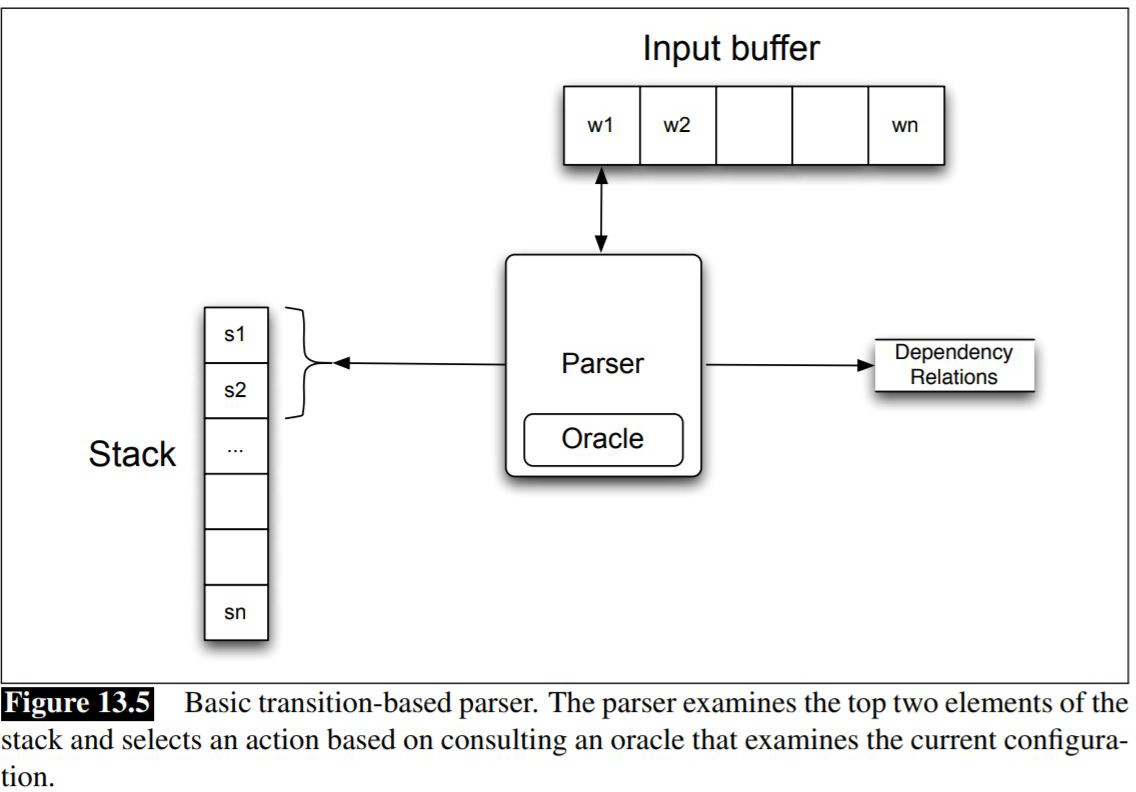 Input buffer
w1 w2 wn
s1
s2
...
sn
Stack
Parser
Oracle
Dependency
Relations
Figure 13.5 Basic transition-based parser. The parser examines the top two elements of the
stack and selects an action based on consulting an oracle that examines the current configura-
tion.